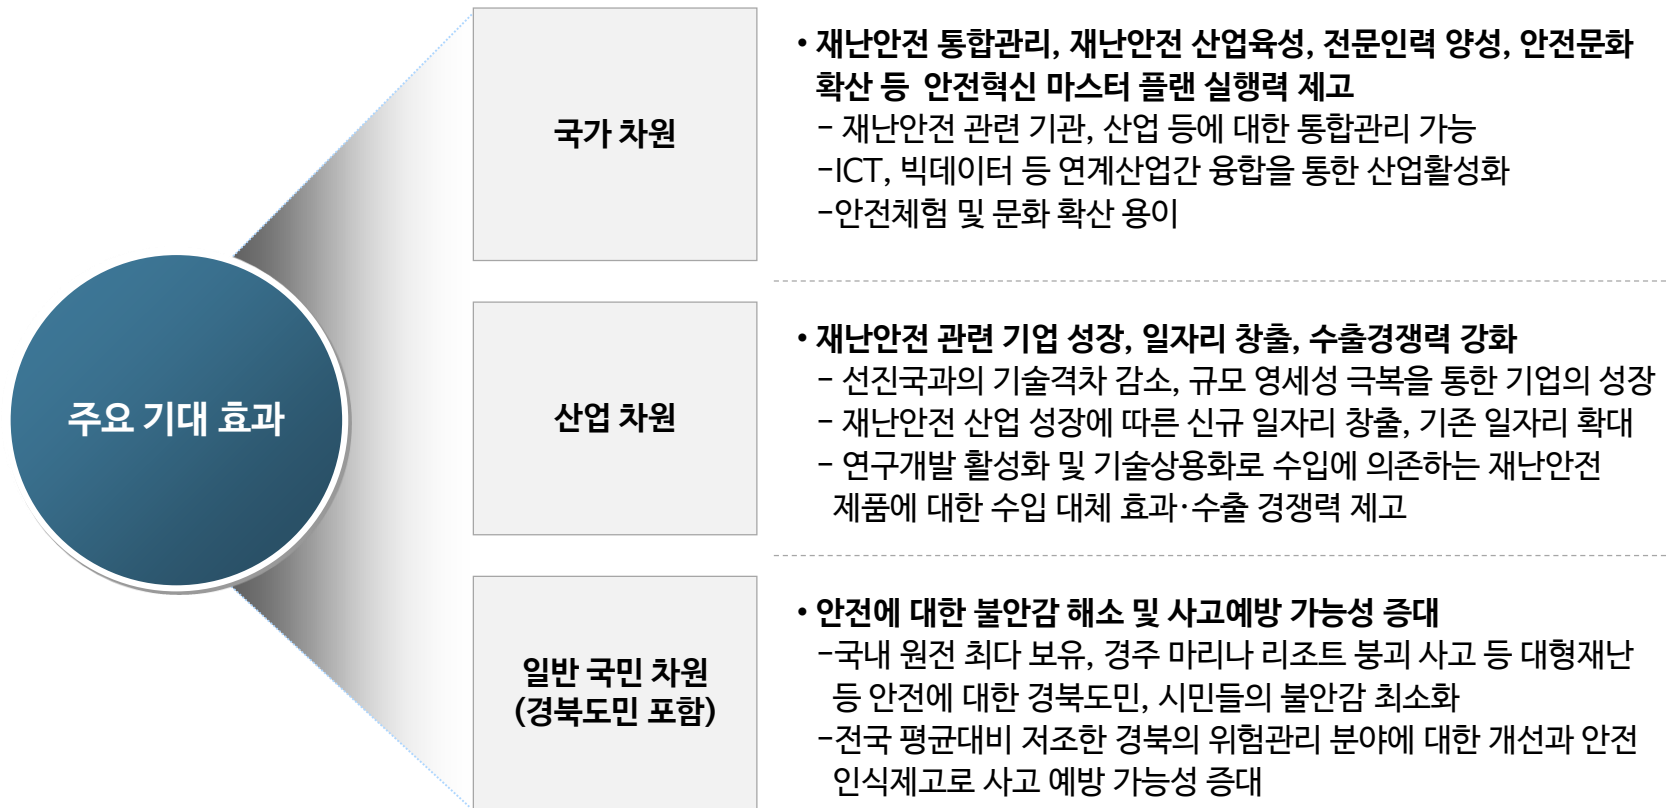 주요 기대 효과
국가 차원
• 재난안전 통합관리, 재난안전 산업육성, 전문인력 양성, 안전문화
확산 등 안전혁신 마스터 플랜 실행력 제고
- 재난안전 관련 기관, 산업 등에 대한 통합관리 가능
-ICT, 빅데이터 등 연계산업간 융합을 통한 산업활성화
-안전체험 및 문화 확산 용이
산업 차원
• 재난안전 관련 기업 성장, 일자리 창출, 수출경쟁력 강화
- 선진국과의 기술격차 감소, 규모 영세성 극복을 통한 기업의 성장
- 재난안전 산업 성장에 따른 신규 일자리 창출, 기존 일자리 확대
- 연구개발 활성화 및 기술상용화로 수입에 의존하는 재난안전
제품에 대한 수입 대체 효과·수출 경쟁력 제고
일반 국민 차원
(경북도민 포함)
• 안전에 대한 불안감 해소 및 사고예방 가능성 증대
-국내 원전 최다 보유, 경주 마리나 리조트 붕괴 사고 등 대형재난
등 안전에 대한 경북도민, 시민들의 불안감 최소화
-전국 평균대비 저조한 경북의 위험관리 분야에 대한 개선과 안전
인식제고로 사고 예방 가능성 증대